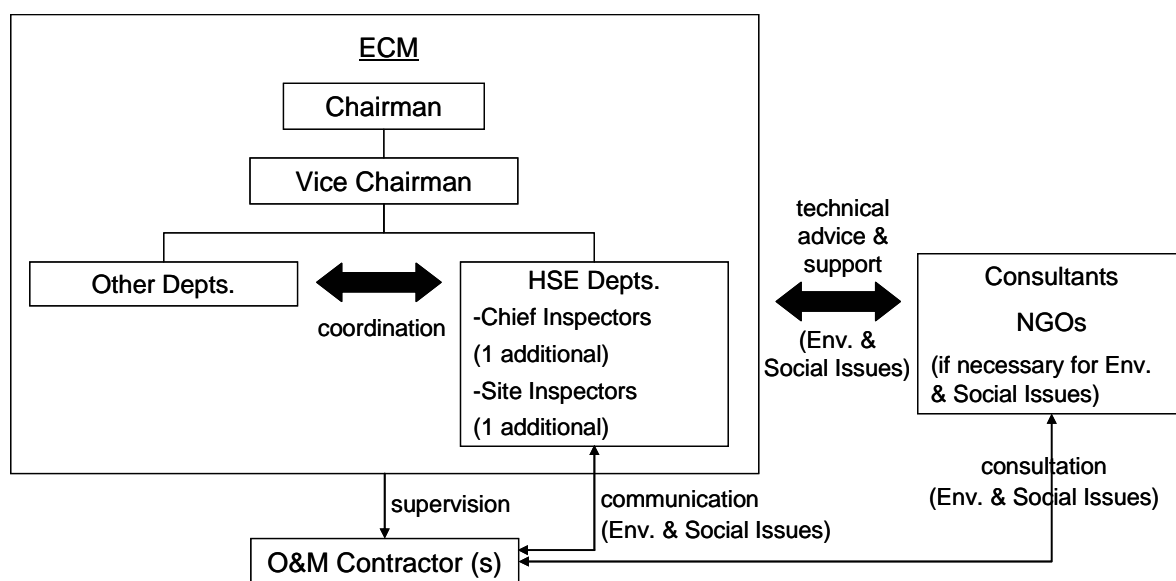 ECM
Chairman
Vice Chairman
Other Depts.
coordination
HSE Depts.
-Chief Inspectors
(1 additional)
-Site Inspectors
(1 additional)
technical
advice &
support
(Env. &
Social Issues)
Consultants
NGOs
(if necessary for Env.
& Social Issues)
supervision
communication
(Env. & Social Issues)
consultation
(Env. & Social Issues)
O&M Contractor (s)